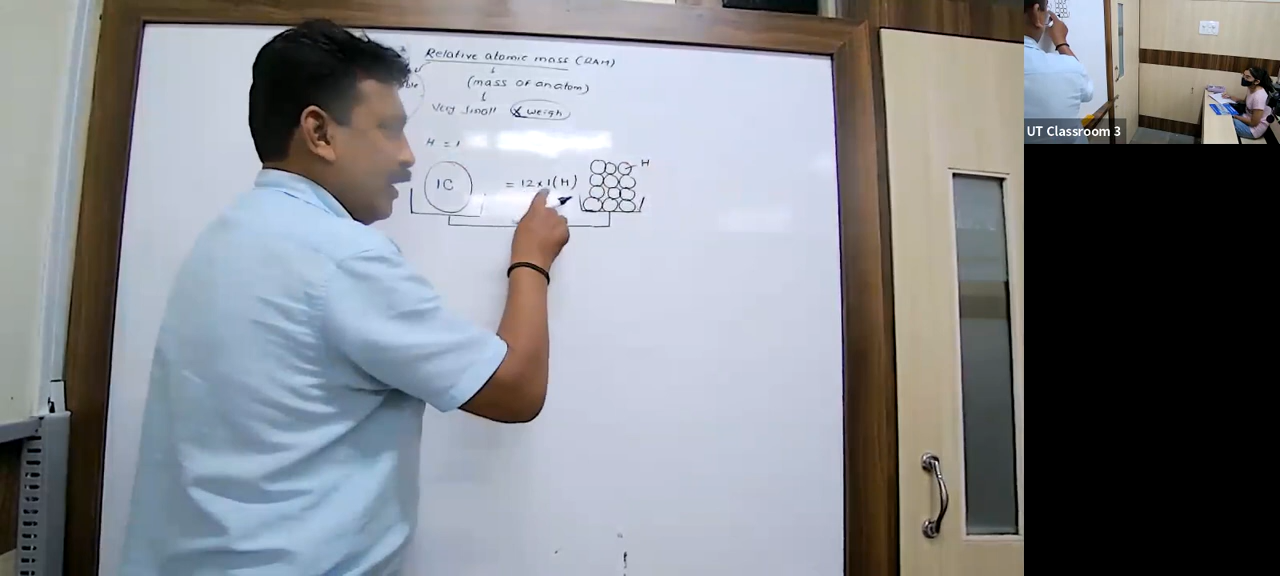 Relative atomic mass (RAM)
(mass of an atom)
Very small X weigh
H = 1
H
1C = 12 x 1(H)
UT Classroom 3